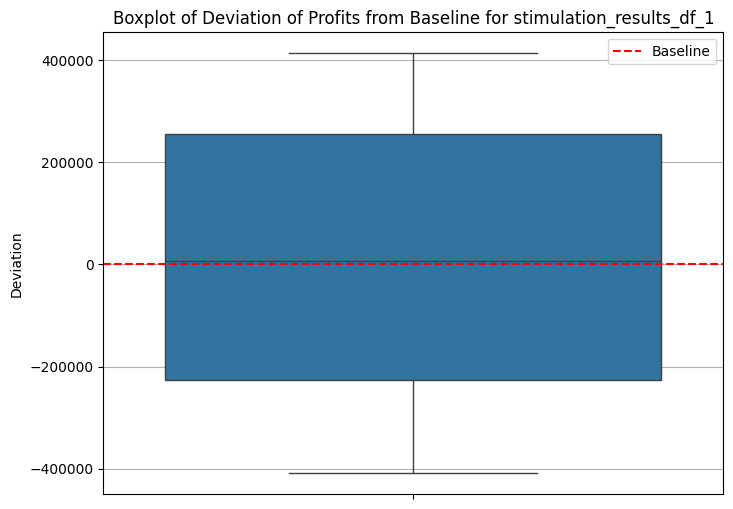 Boxplot of Deviation of Profits from Baseline for stimulation_results_df_1
Baseline
400000
200000
0
−200000
−400000
Deviation